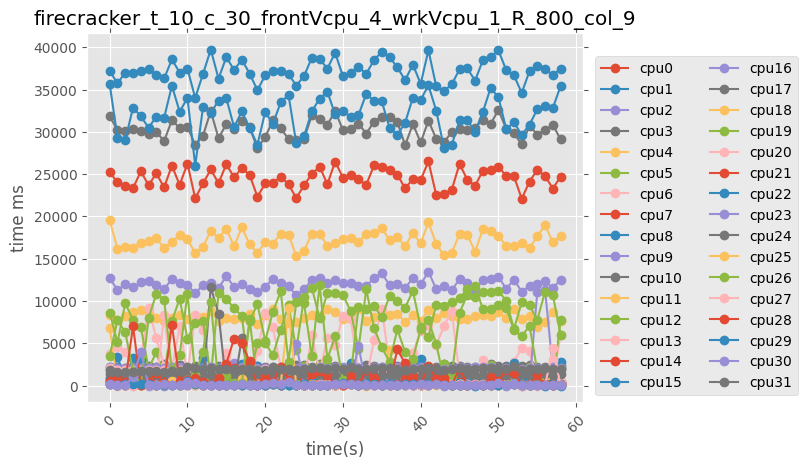 firecracker_t_10_c_30_frontVcpu_4_wrkVcpu_1_R_800_col_9
time ms
40000
35000
30000
25000
20000
15000
10000
5000
0
0
10
20
30
40
50
60
time(s)
cpu0
cpu1
cpu2
cpu3
cpu4
cpu5
cpu6
cpu7
cpu8
cpu9
cpu10
cpu11
cpu12
cpu13
cpu14
cpu15
cpu16
cpu17
cpu18
cpu19
cpu20
cpu21
cpu22
cpu23
cpu24
cpu25
cpu26
cpu27
cpu28
cpu29
cpu30
cpu31